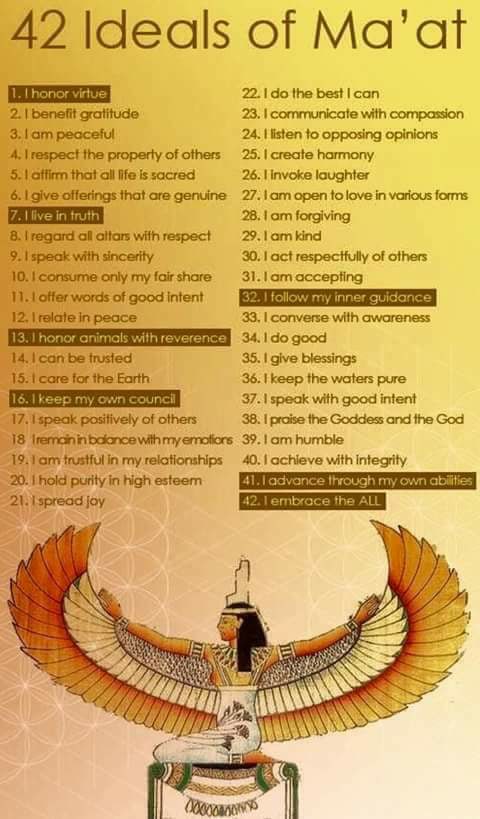 42 Ideals of Ma'at
1. I honor virtue
2. I benefit gratitude
3. I am peaceful
4. I respect the property of others
5. I affirm that all life is sacred
6. I give offerings that are genuine
7. I live in truth
8. I regard all altars with respect
9. I speak with sincerity
10. I consume only my fair share
11. I offer words of good intent
12. I relate in peace
13. I honor animals with reverence
14. I can be trusted
15. I care for the Earth
16. I keep my own council
17. I speak positively of others
18 I remain in balance with my emotions
19. I am trustful in my relationships
20. I hold purity in high esteem
21. I spread joy
22. I do the best I can
23. I communicate with compassion
24. I listen to opposing opinions
25. I create harmony
26. I invoke laughter
27. I am open to love in various forms
28. I am forgiving
29. I am kind
30. I act respectfully of others
31. I am accepting
32. I follow my inner guidance
33. I converse with awareness
34. I do good
35. I give blessings
36. I keep the waters pure
37. I speak with good intent
38. I praise the Goddess and the God
39. I am humble
40. I achieve with integrity
41. I advance through my own abilities
42. I embrace the ALL